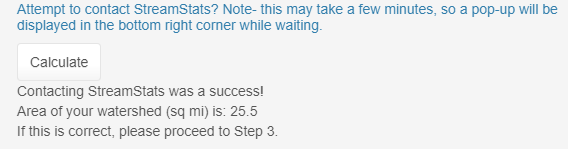 Attempt to contact StreamStats? Note- this may take a few minutes, so a pop-up will be
displayed in the bottom right corner while waiting.
Calculate
Contacting StreamStats was a success!
Area of your watershed (sq mi) is: 25.5
If this is correct, please proceed to Step 3.